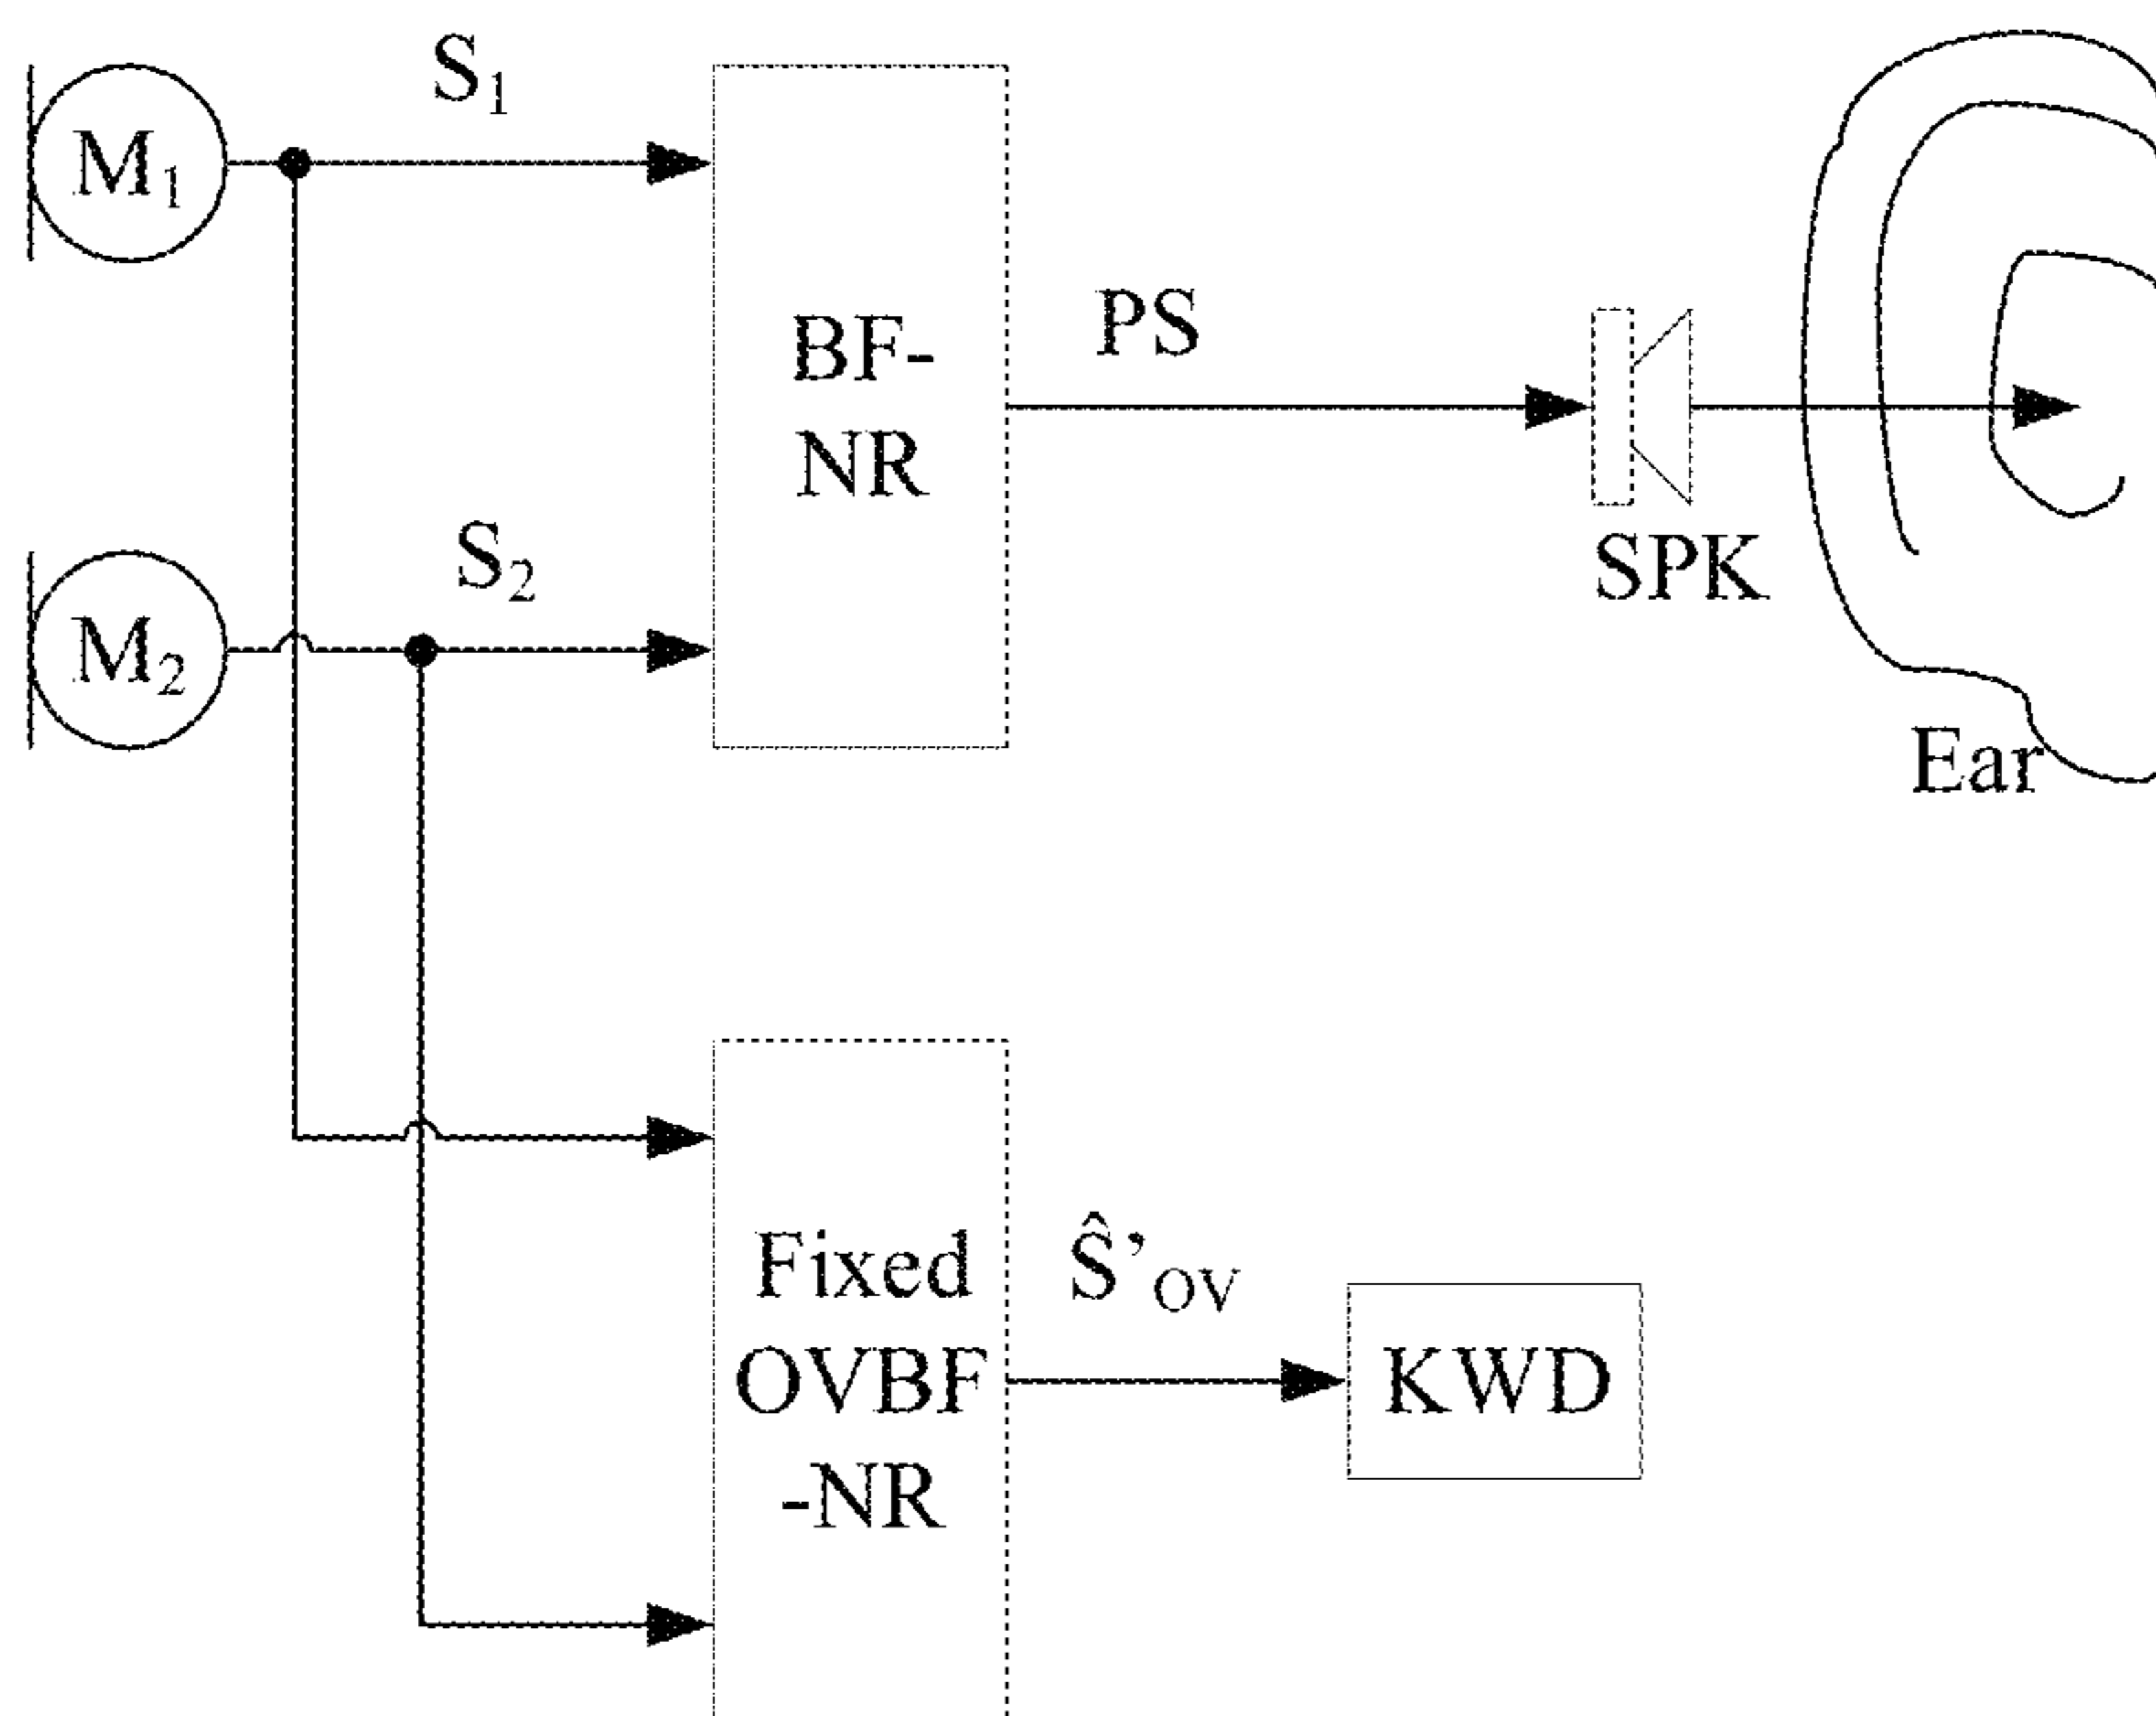 S₁
M₁
BF-
NR
PS
S₂
M₂
SPK
Ear
Fixed
OVBF
-NR
Ŝ’OV
KWD